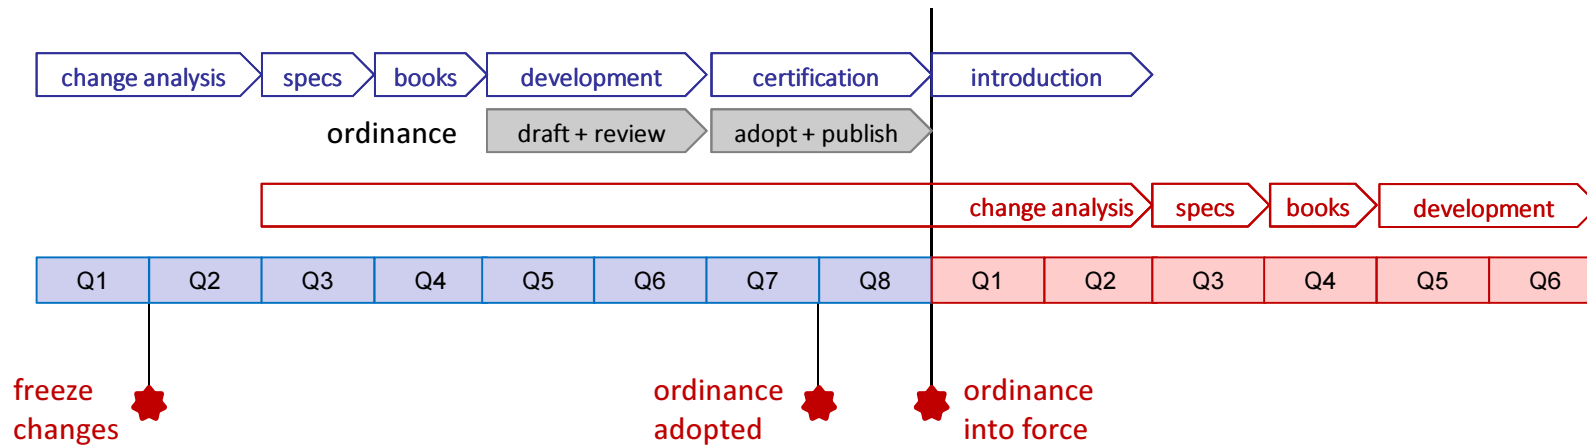 change analysis specs books development certification introduction
ordinance draft + review adopt + publish
change analysis specs books development
Q1 Q2 Q3 Q4 Q5 Q6 Q7 Q8 Q1 Q2 Q3 Q4 Q5 Q6
freeze
changes
ordinance
adopted
ordinance
into force